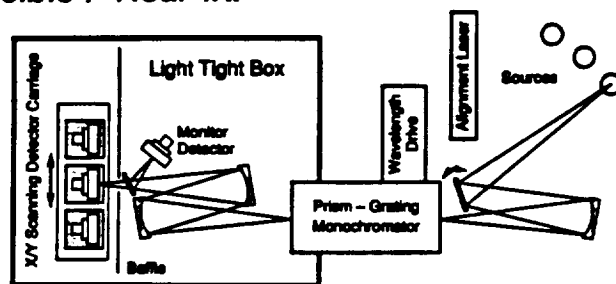 Light Tight Box
X/Y Scanning Detector Carriage
Monitor
Detector
Baffle
Wavelength
Drive
Alignment Laser
Sources
Prism – Grating
Monochromator